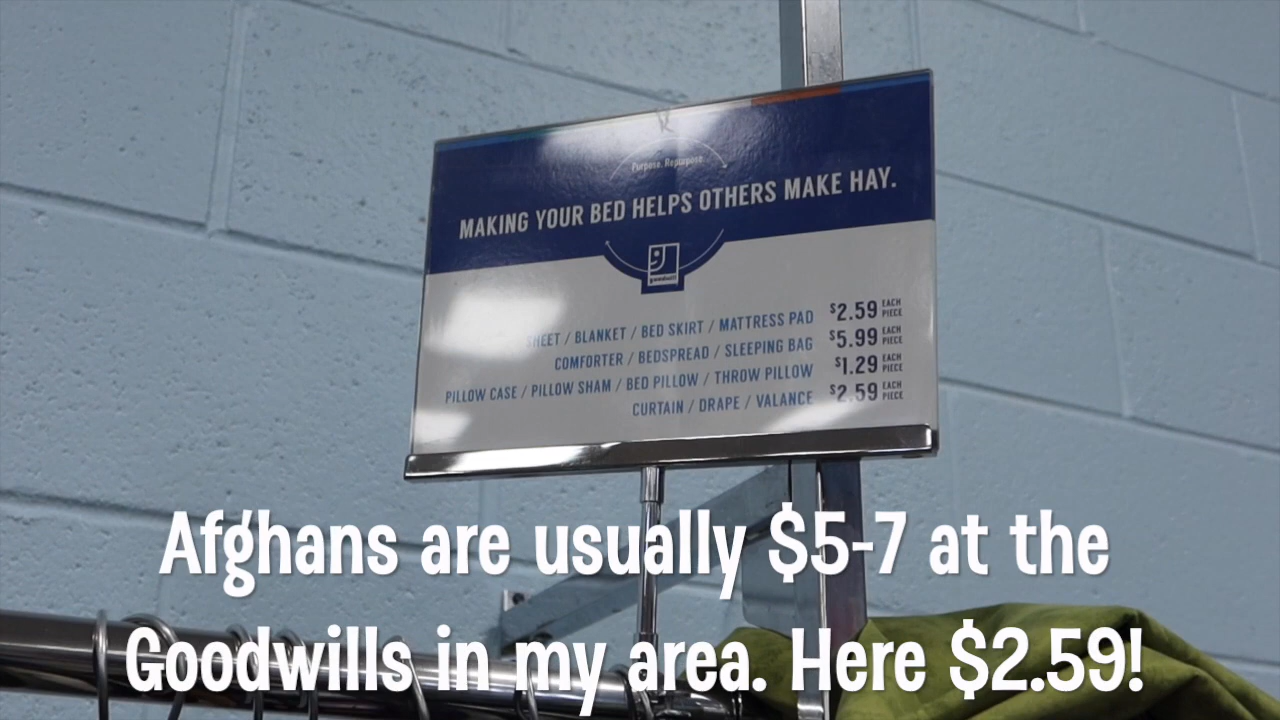 Purpose. Repurpose.
MAKING YOUR BED HELPS OTHERS MAKE HAY.
goodwill
SHEET / BLANKET / BED SKIRT / MATTRESS PAD $2.59 EACH PIECE
COMFORTER / BEDSPREAD / SLEEPING BAG $5.99 EACH PIECE
PILLOW CASE / PILLOW SHAM / BED PILLOW / THROW PILLOW $1.29 EACH PIECE
CURTAIN / DRAPE / VALANCE $2.59 EACH PIECE
Afghans are usually $5-7 at the
Goodwills in my area. Here $2.59!